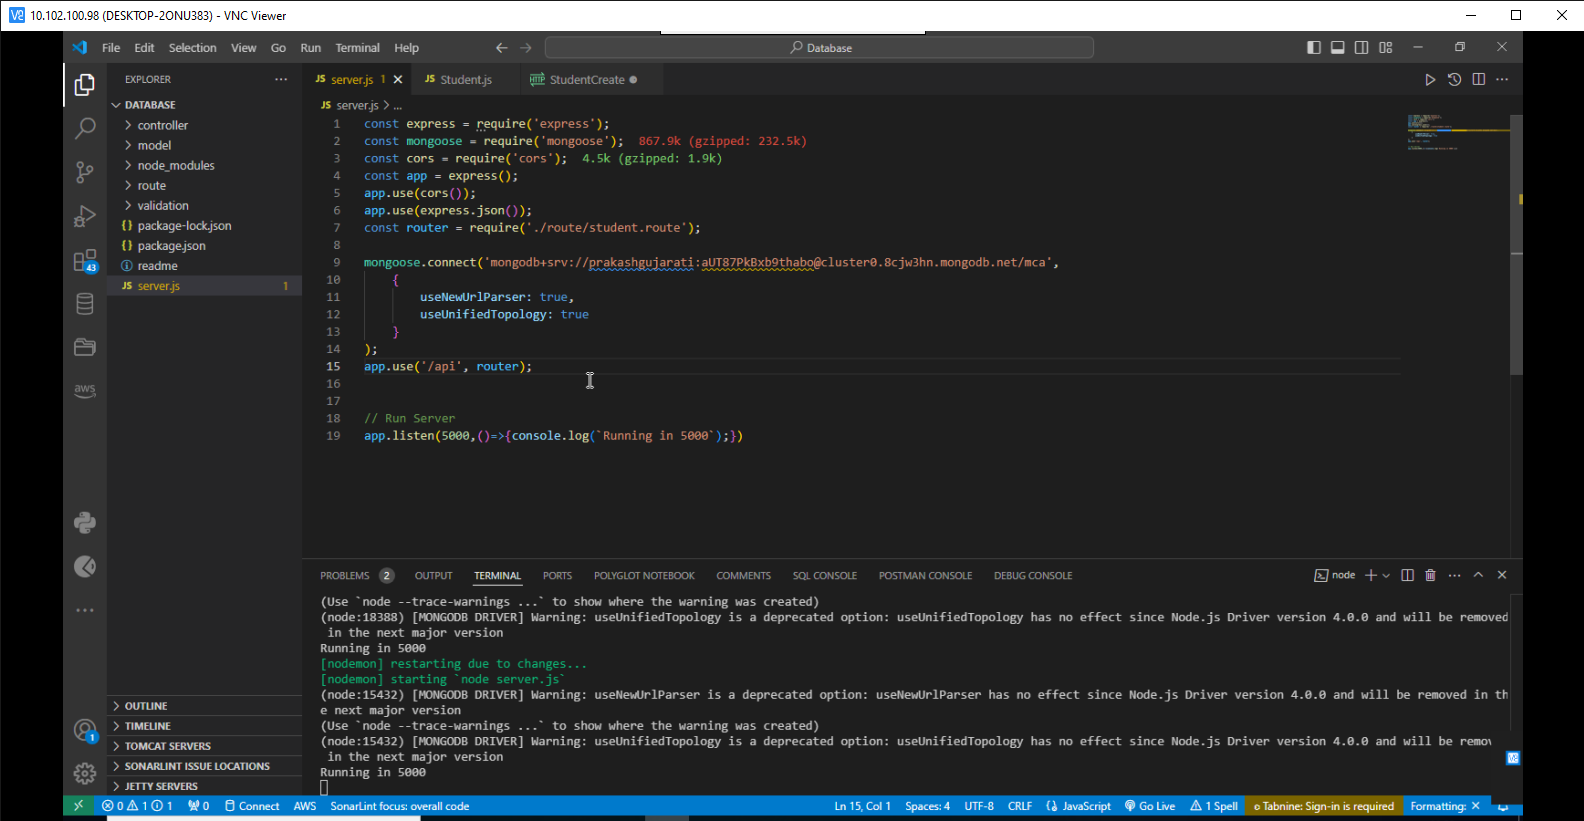 10.102.100.98 (DESKTOP-2ONU383) - VNC Viewer
File Edit Selection View Go Run Terminal Help
Database
EXPLORER
DATABASE
controller
model
node_modules
route
validation
package-lock.json
package.json
readme
server.js 1
43
aws
1
OUTLINE
TIMELINE
TOMCAT SERVERS
SONARLINT ISSUE LOCATIONS
JETTY SERVERS
JS server.js 1 JS Student.js HTTP StudentCreate
JS server.js > ...
1 const express = require('express');
2 const mongoose = require('mongoose'); 867.9k (gzipped: 232.5k)
3 const cors = require('cors'); 4.5k (gzipped: 1.9k)
4 const app = express();
5 app.use(cors());
6 app.use(express.json());
7 const router = require('./route/student.route');
8
9 mongoose.connect('mongodb+srv://prakashgujarati:aUT87PkBxb9thabo@cluster0.8cjw3hn.mongodb.net/mca',
10 {
11 useNewUrlParser: true,
12 useUnifiedTopology: true
13 }
14 );
15 app.use('/api', router);
16
17
18 // Run Server
19 app.listen(5000,()=>{console.log(`Running in 5000`);})
PROBLEMS 2 OUTPUT TERMINAL PORTS POLYGLOT NOTEBOOK COMMENTS SQL CONSOLE POSTMAN CONSOLE DEBUG CONSOLE node
(Use `node --trace-warnings ...` to show where the warning was created)
(node:18388) [MONGODB DRIVER] Warning: useUnifiedTopology is a deprecated option: useUnifiedTopology has no effect since Node.js Driver version 4.0.0 and will be removed
in the next major version
Running in 5000
[nodemon] restarting due to changes...
[nodemon] starting `node server.js`
(node:15432) [MONGODB DRIVER] Warning: useNewUrlParser is a deprecated option: useNewUrlParser has no effect since Node.js Driver version 4.0.0 and will be removed in th
e next major version
(Use `node --trace-warnings ...` to show where the warning was created)
(node:15432) [MONGODB DRIVER] Warning: useUnifiedTopology is a deprecated option: useUnifiedTopology has no effect since Node.js Driver version 4.0.0 and will be remov
in the next major version
Running in 5000
0 1 1 0 Connect AWS SonarLint focus: overall code Ln 15, Col 1 Spaces: 4 UTF-8 CRLF JavaScript Go Live 1 Spell Tabnine: Sign-in is required Formatting: ✕